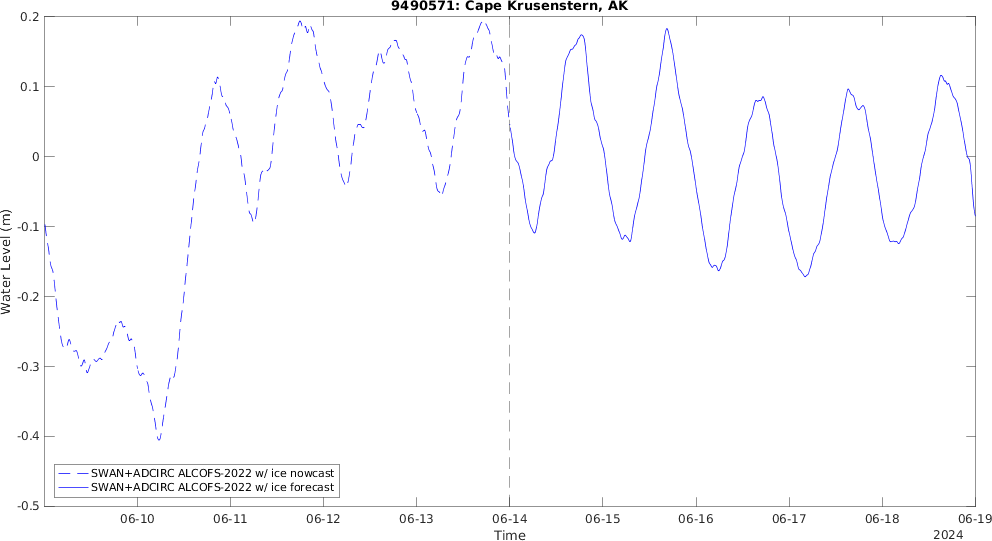 9490571: Cape Krusenstern, AK
0.2
0.1
0
-0.1
-0.2
-0.3
-0.4
-0.5
Water Level (m)
SWAN+ADCIRC ALCOFS-2022 w/ ice nowcast
SWAN+ADCIRC ALCOFS-2022 w/ ice forecast
06-10 06-11 06-12 06-13 06-14 06-15 06-16 06-17 06-18 06-19
Time
2024